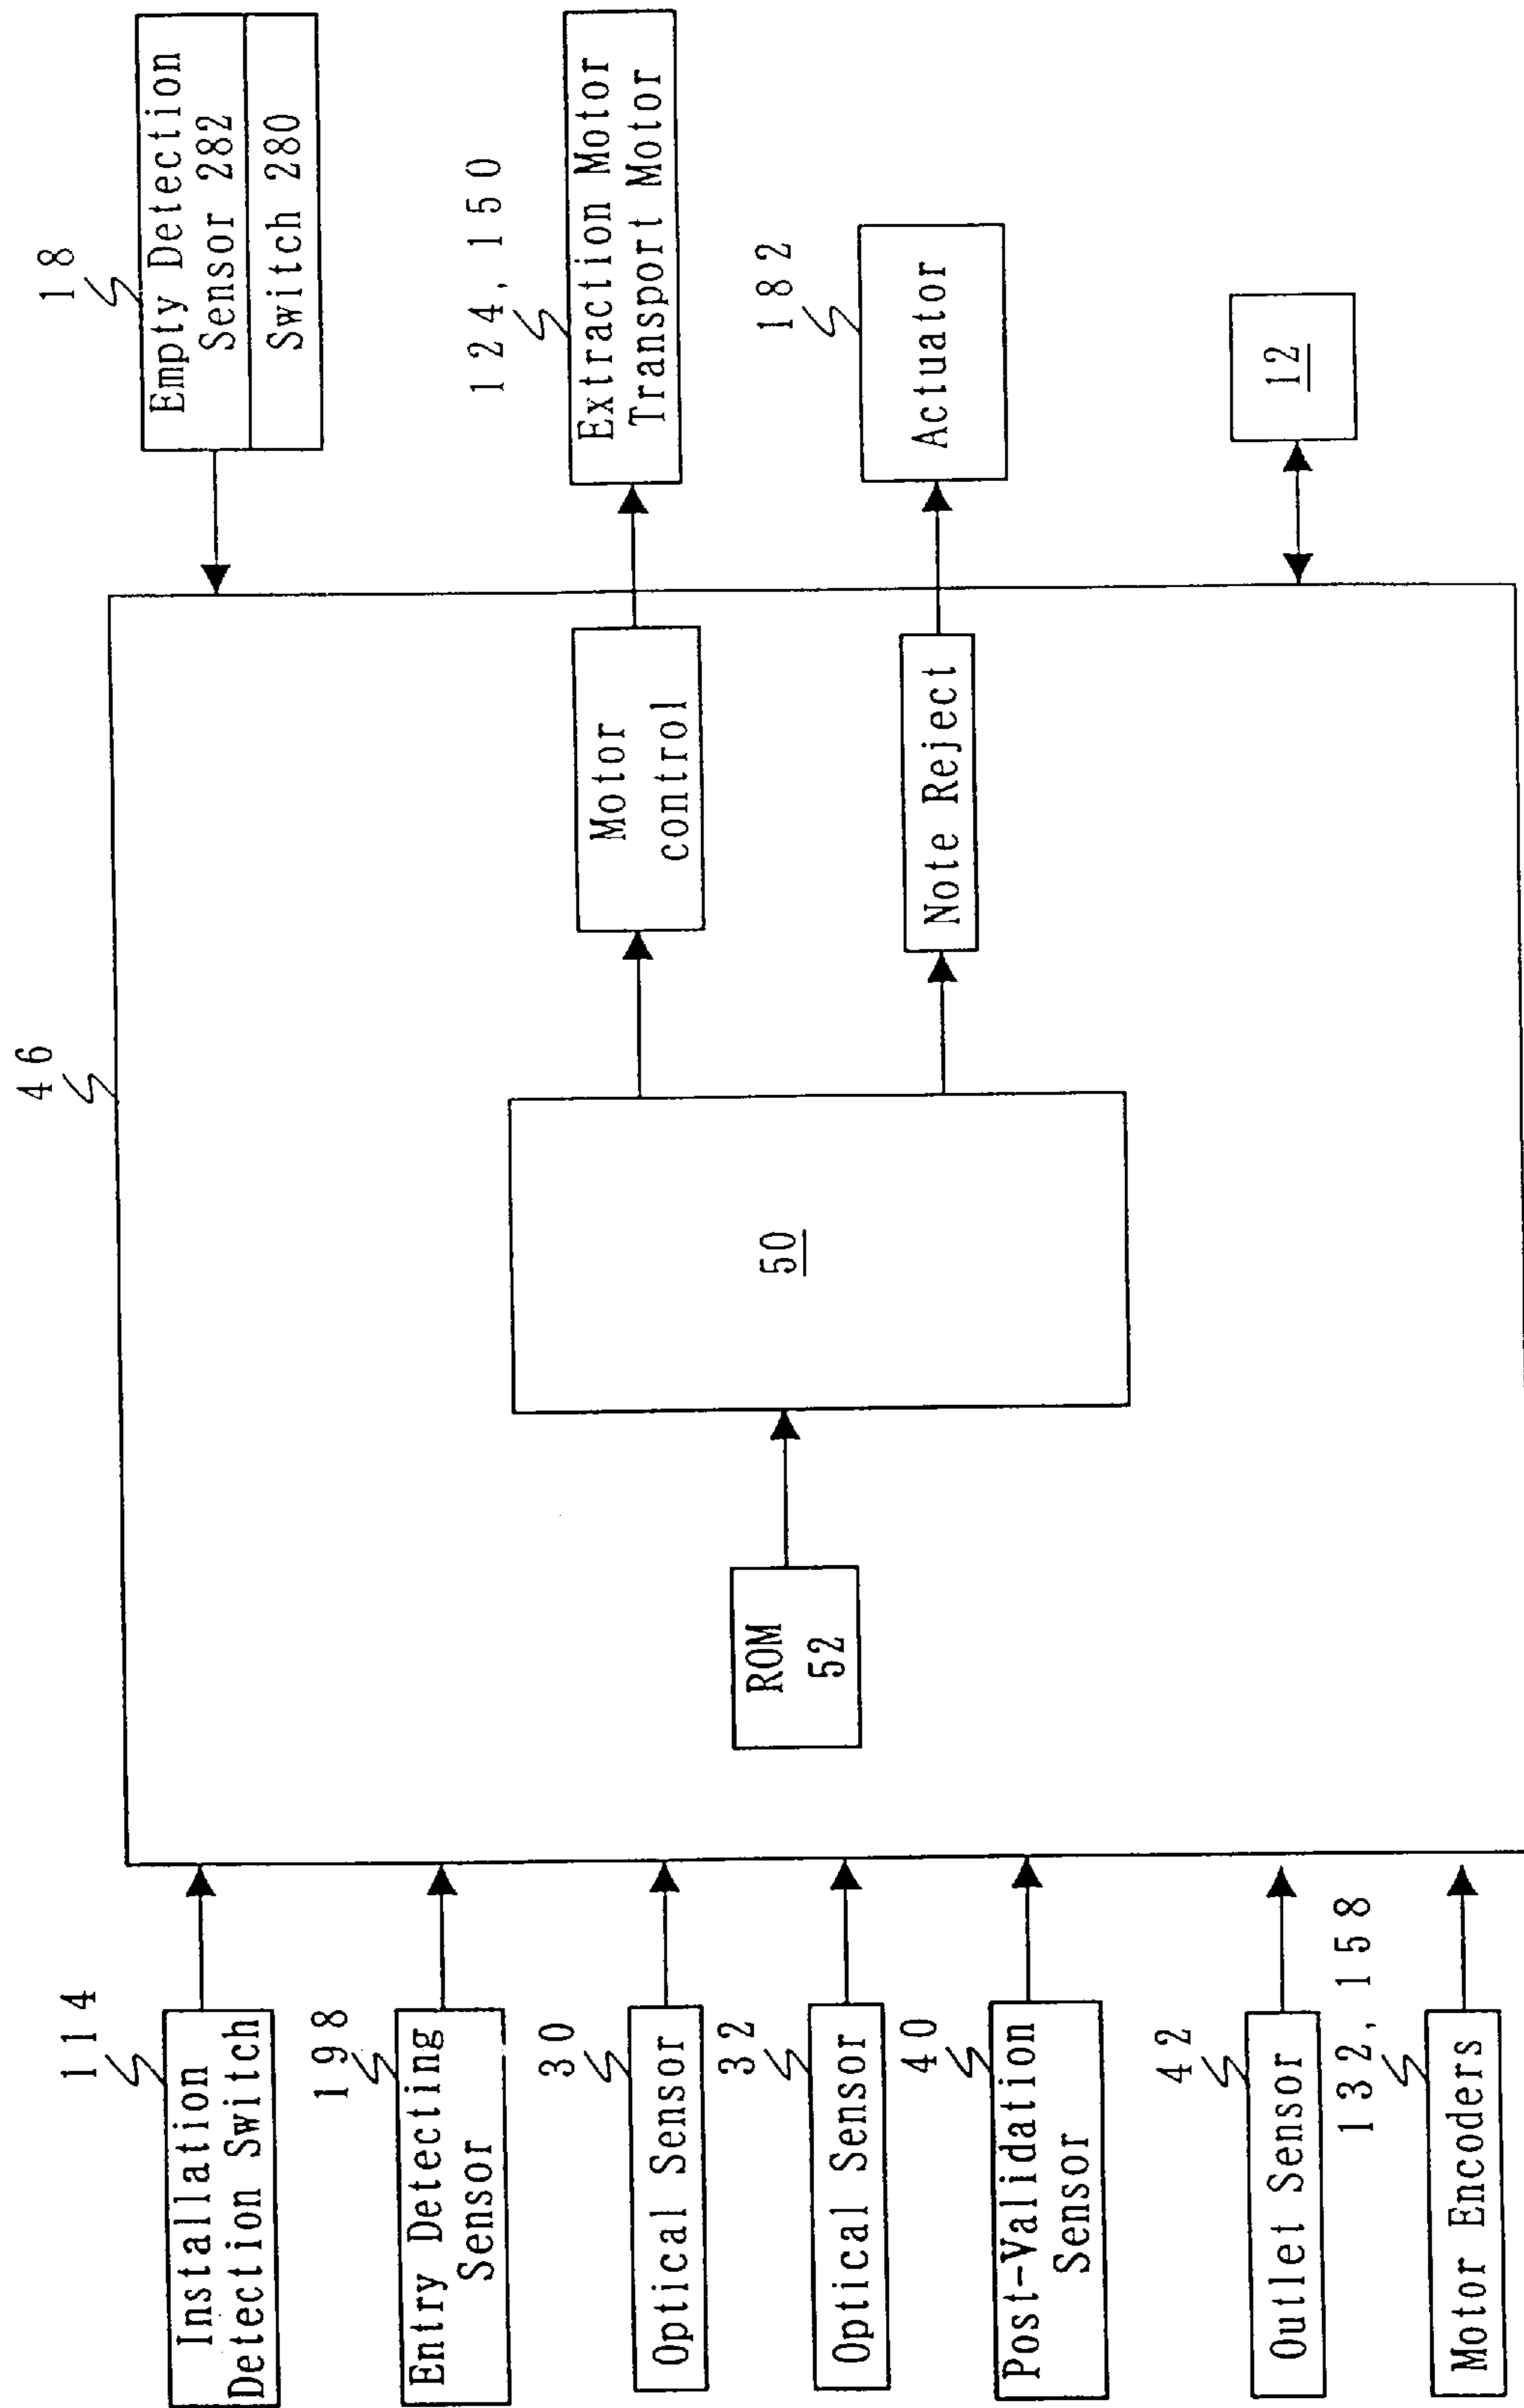 46
114
Installation
Detection Switch
198
Entry Detecting
Sensor
30
Optical Sensor
32
Optical Sensor
40
Post-Validation
Sensor
42
Outlet Sensor
132, 158
Motor Encoders
ROM
52
50
Motor
control
Note Reject
18
Empty Detection
Sensor 282
Switch 280
124, 150
Extraction Motor
Transport Motor
182
Actuator
12